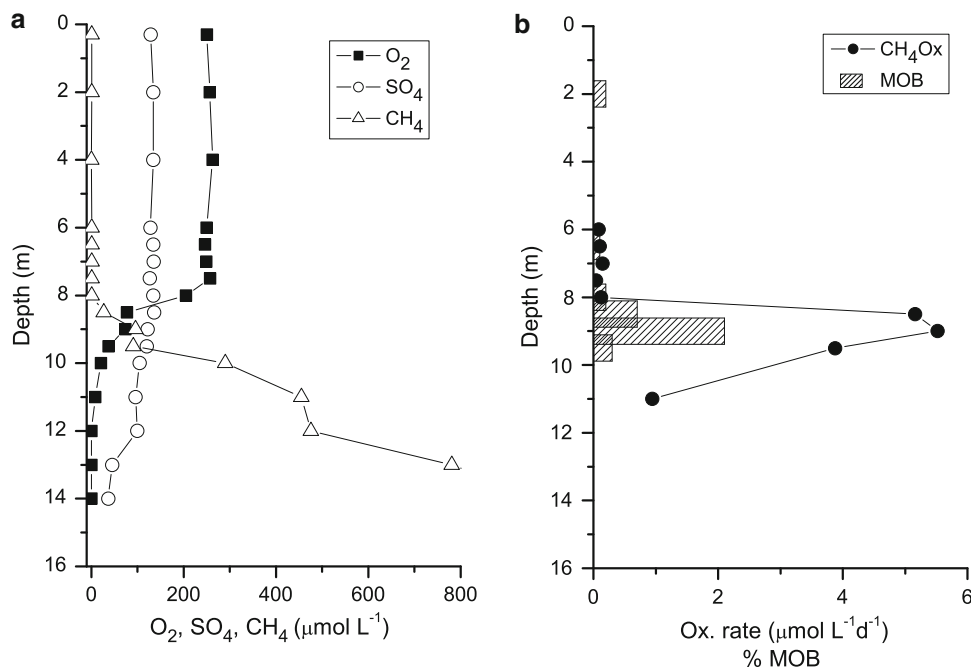 a
0
2
4
6
8
10
12
14
16
Depth (m)
O₂
SO₄
CH₄
0 200 400 600 800
O₂, SO₄, CH₄ (μmol L⁻¹)
b
0
2
4
6
8
10
12
14
16
Depth (m)
CH₄Ox
MOB
0 2 4 6
Ox. rate (μmol L⁻¹d⁻¹)
% MOB